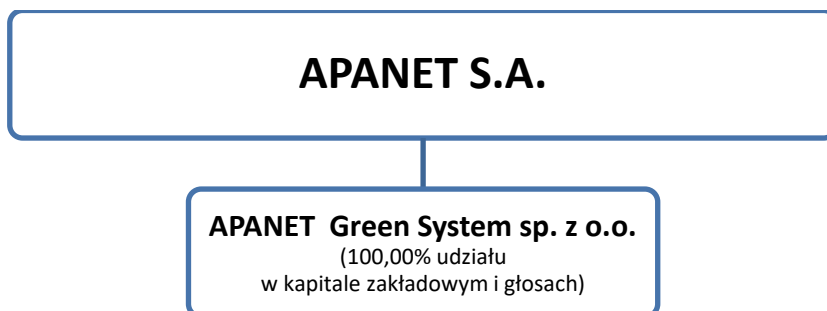 APANET S.A.
APANET Green System sp. z o.o.
(100,00% udziału
w kapitale zakładowym i głosach)